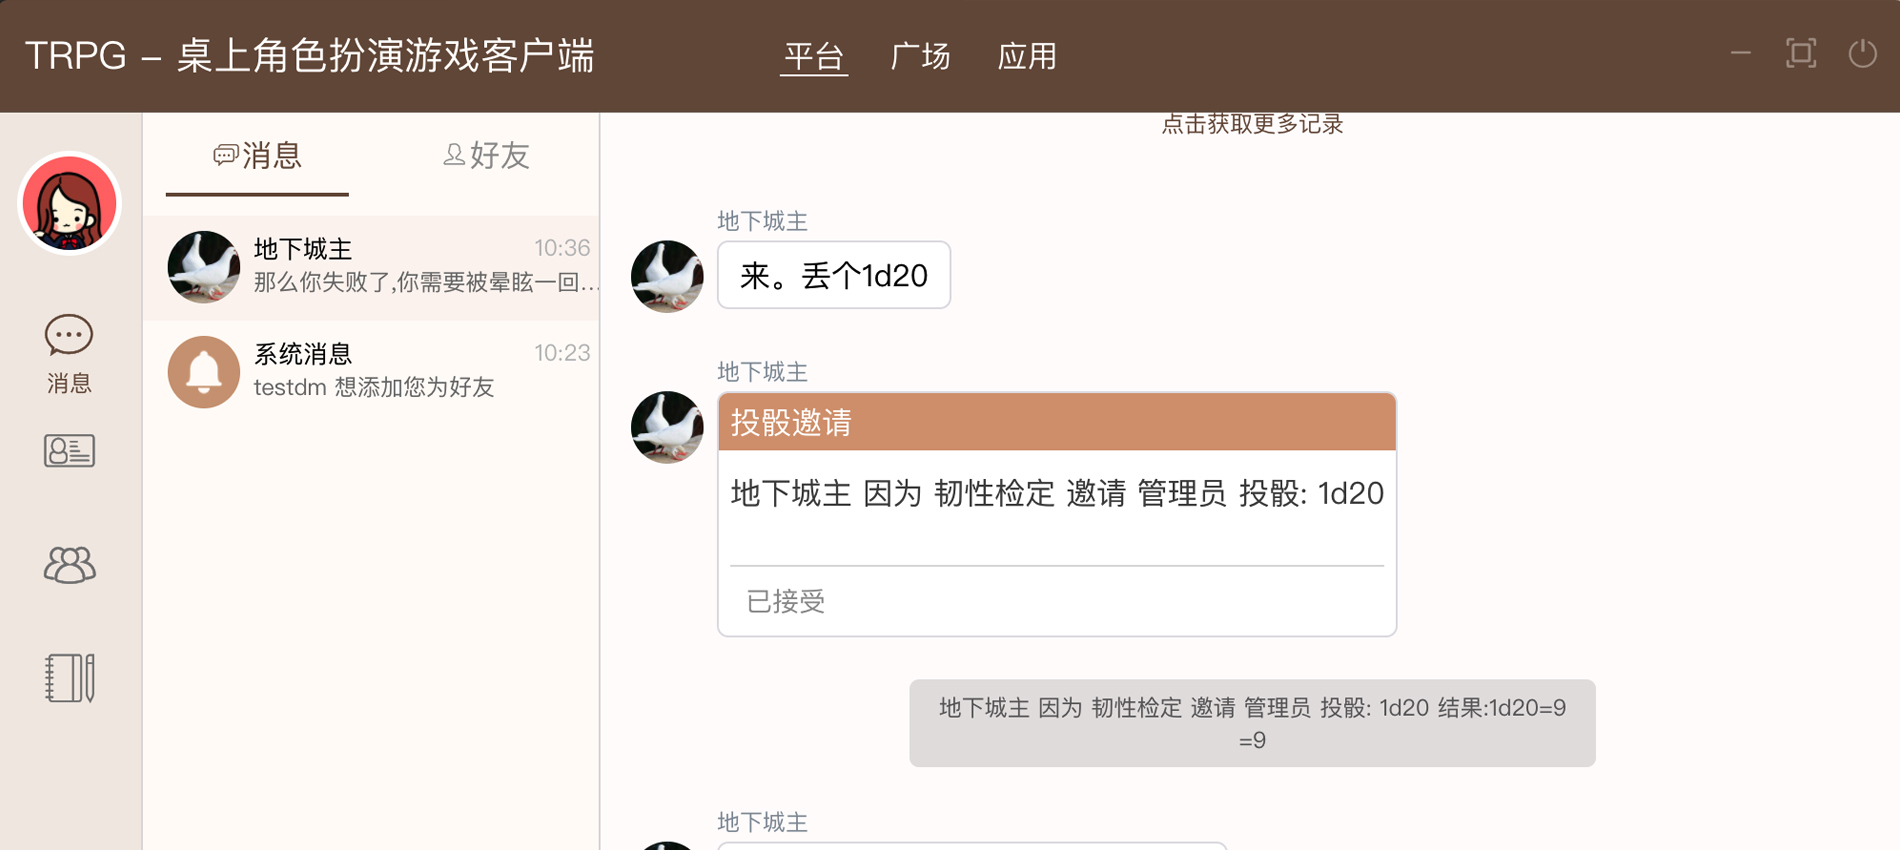 TRPG - 桌上角色扮演游戏客户端
平台 广场 应用
消息
消息 好友
地下城主 10:36
那么你失败了,你需要被晕眩一回...
系统消息 10:23
testdm 想添加您为好友
点击获取更多记录
地下城主
来。丢个1d20
地下城主
投骰邀请
地下城主 因为 韧性检定 邀请 管理员 投骰: 1d20
已接受
地下城主 因为 韧性检定 邀请 管理员 投骰: 1d20 结果:1d20=9
=9
地下城主